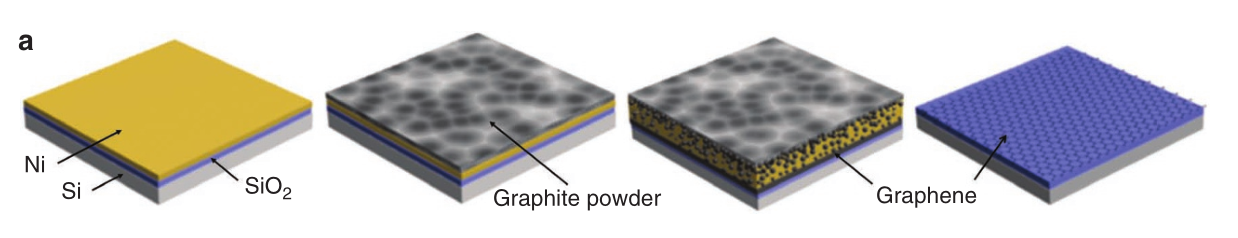 a
Ni
Si
SiO₂
Graphite powder
Graphene